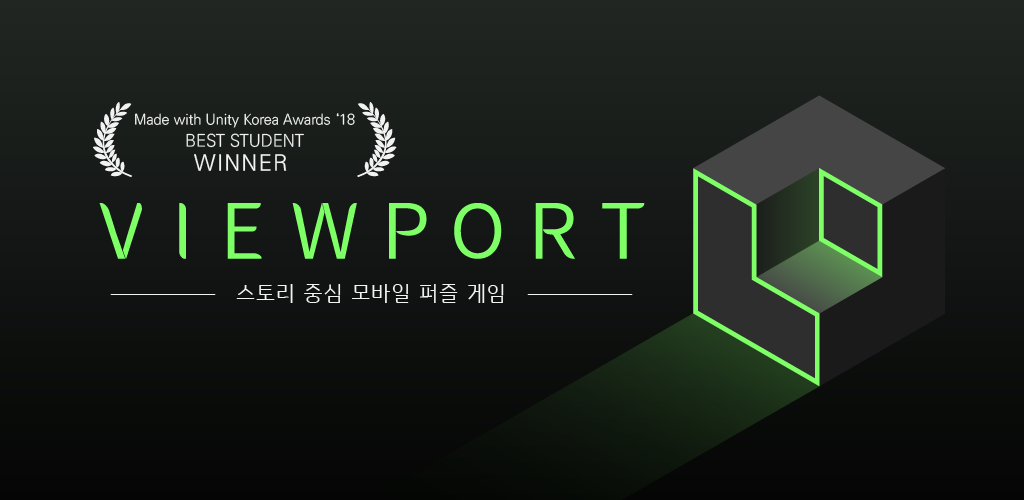 Made with Unity Korea Awards '18
BEST STUDENT
WINNER
VIEWPORT
스토리 중심 모바일 퍼즐 게임